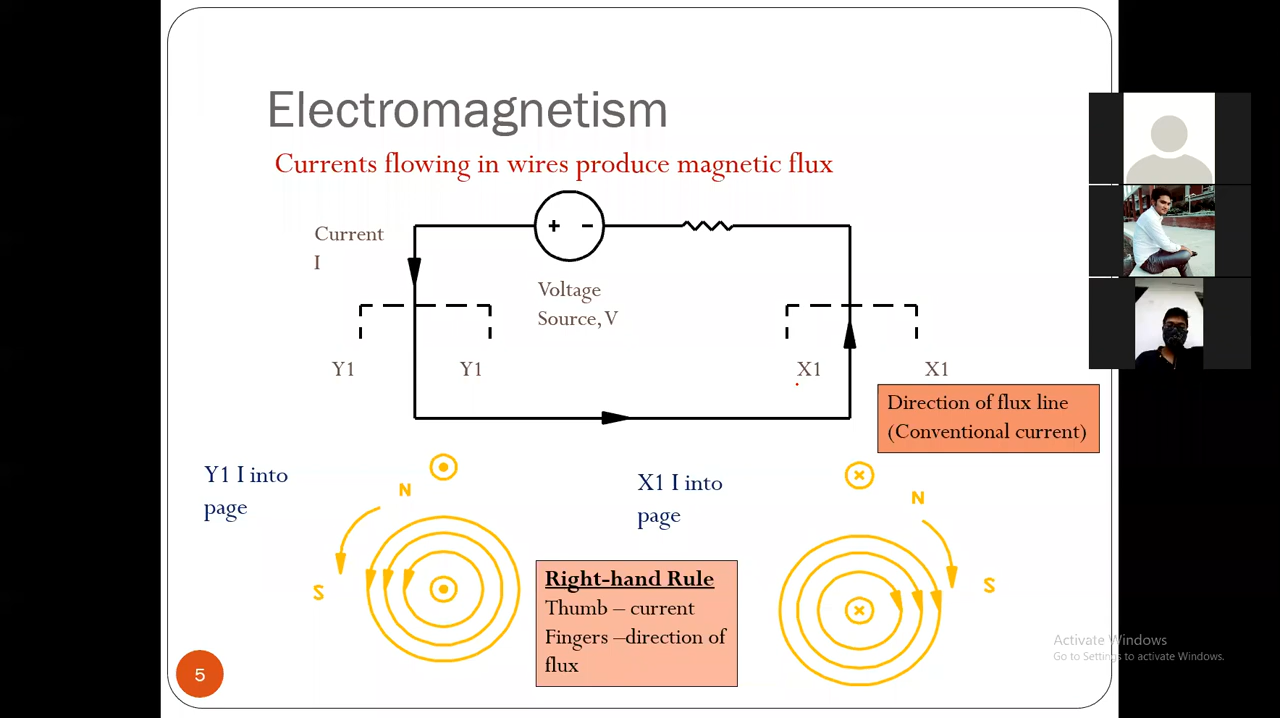 Electromagnetism
Currents flowing in wires produce magnetic flux
Current
I
+ -
Voltage
Source, V
Y1
Y1
X1
X1
Direction of flux line
(Conventional current)
Y1 I into
page
N
S
X1 I into
page
N
S
Right-hand Rule
Thumb – current
Fingers –direction of
flux
Activate Windows
Go to Settings to activate Windows.
5